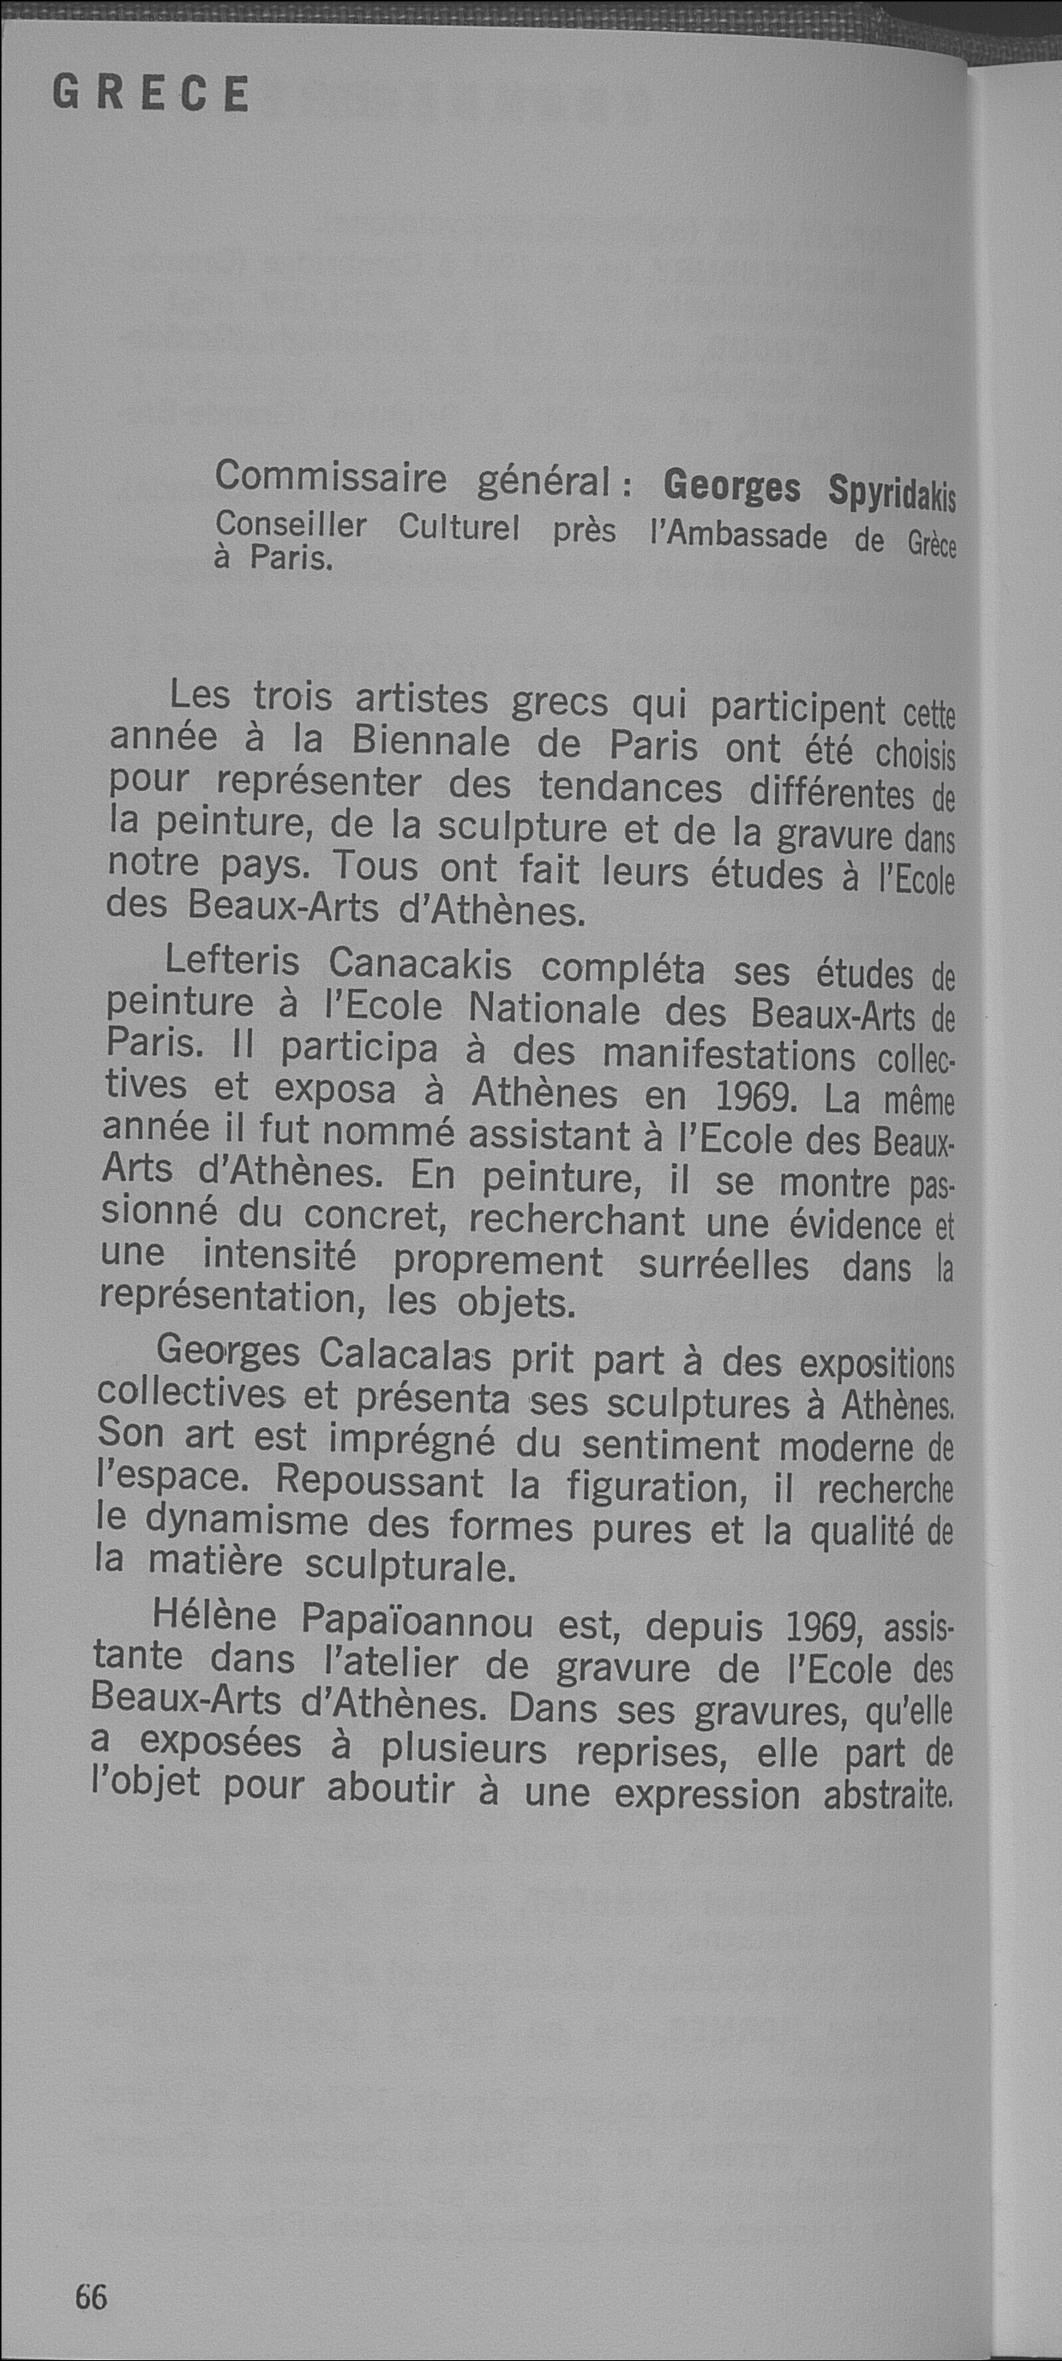 GRECE
Commissaire général : Georges Spyridakis
Conseiller Culturel près l'Ambassade de Grèce
à Paris.
Les trois artistes grecs qui participent cette
année à la Biennale de Paris ont été choisis
pour représenter des tendances différentes de
la peinture, de la sculpture et de la gravure dans
notre pays. Tous ont fait leurs études à l'Ecole
des Beaux-Arts d'Athènes.
Lefteris Canacakis compléta ses études de
peinture à l'Ecole Nationale des Beaux-Arts de
Paris. Il participa à des manifestations collec-
tives et exposa à Athènes en 1969. La même
année il fut nommé assistant à l'Ecole des Beaux-
Arts d'Athènes. En peinture, il se montre pas-
sionné du concret, recherchant une évidence et
une intensité proprement surréelles dans la
représentation, les objets.
Georges Calacalas prit part à des expositions
collectives et présenta ses sculptures à Athènes.
Son art est imprégné du sentiment moderne de
l'espace. Repoussant la figuration, il recherche
le dynamisme des formes pures et la qualité de
la matière sculpturale.
Hélène Papaïoannou est, depuis 1969, assis-
tante dans l'atelier de gravure de l'Ecole des
Beaux-Arts d'Athènes. Dans ses gravures, qu'elle
a exposées à plusieurs reprises, elle part de
l'objet pour aboutir à une expression abstraite.
66